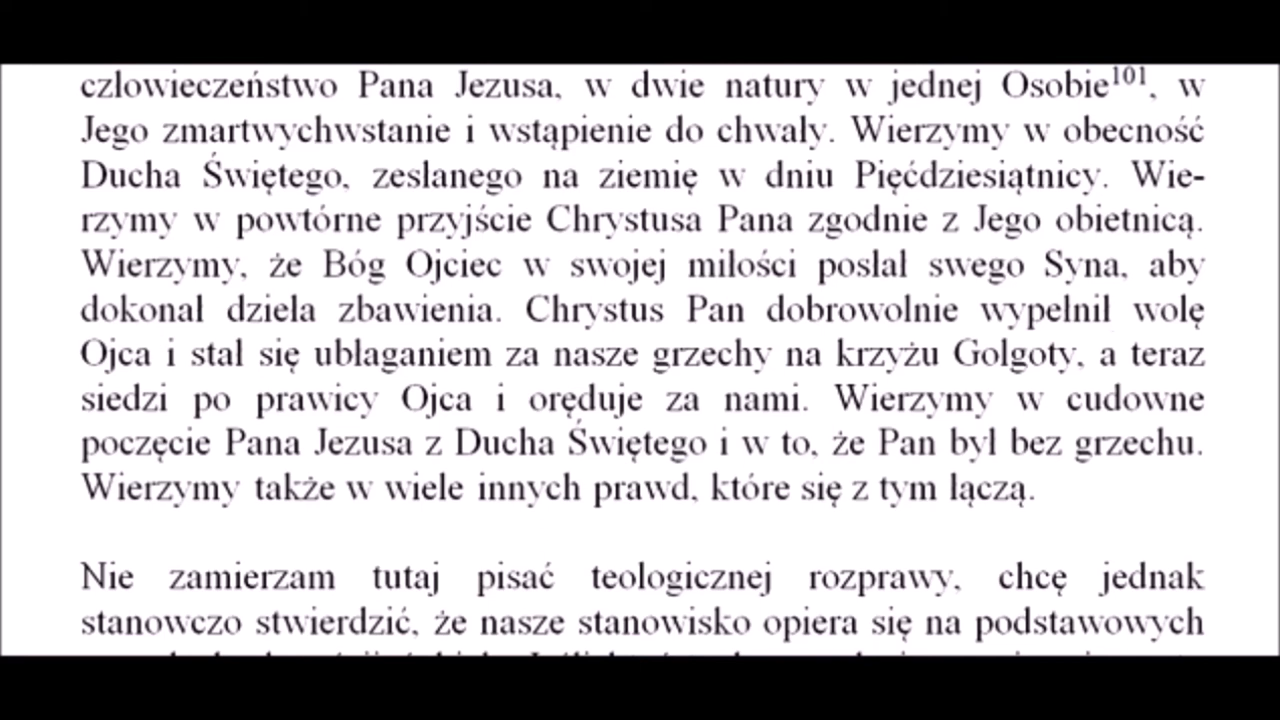 człowieczeństwo Pana Jezusa, w dwie natury w jednej Osobie¹⁰¹, w
Jego zmartwychwstanie i wstąpienie do chwały. Wierzymy w obecność
Ducha Świętego, zesłanego na ziemię w dniu Pięćdziesiątnicy. Wie-
rzymy w powtórne przyjście Chrystusa Pana zgodnie z Jego obietnicą.
Wierzymy, że Bóg Ojciec w swojej miłości posłał swego Syna, aby
dokonał dzieła zbawienia. Chrystus Pan dobrowolnie wypełnił wolę
Ojca i stał się ubłaganiem za nasze grzechy na krzyżu Golgoty, a teraz
siedzi po prawicy Ojca i oręduje za nami. Wierzymy w cudowne
poczęcie Pana Jezusa z Ducha Świętego i w to, że Pan był bez grzechu.
Wierzymy także w wiele innych prawd, które się z tym łączą.
Nie zamierzam tutaj pisać teologicznej rozprawy, chcę jednak
stanowczo stwierdzić, że nasze stanowisko opiera się na podstawowych